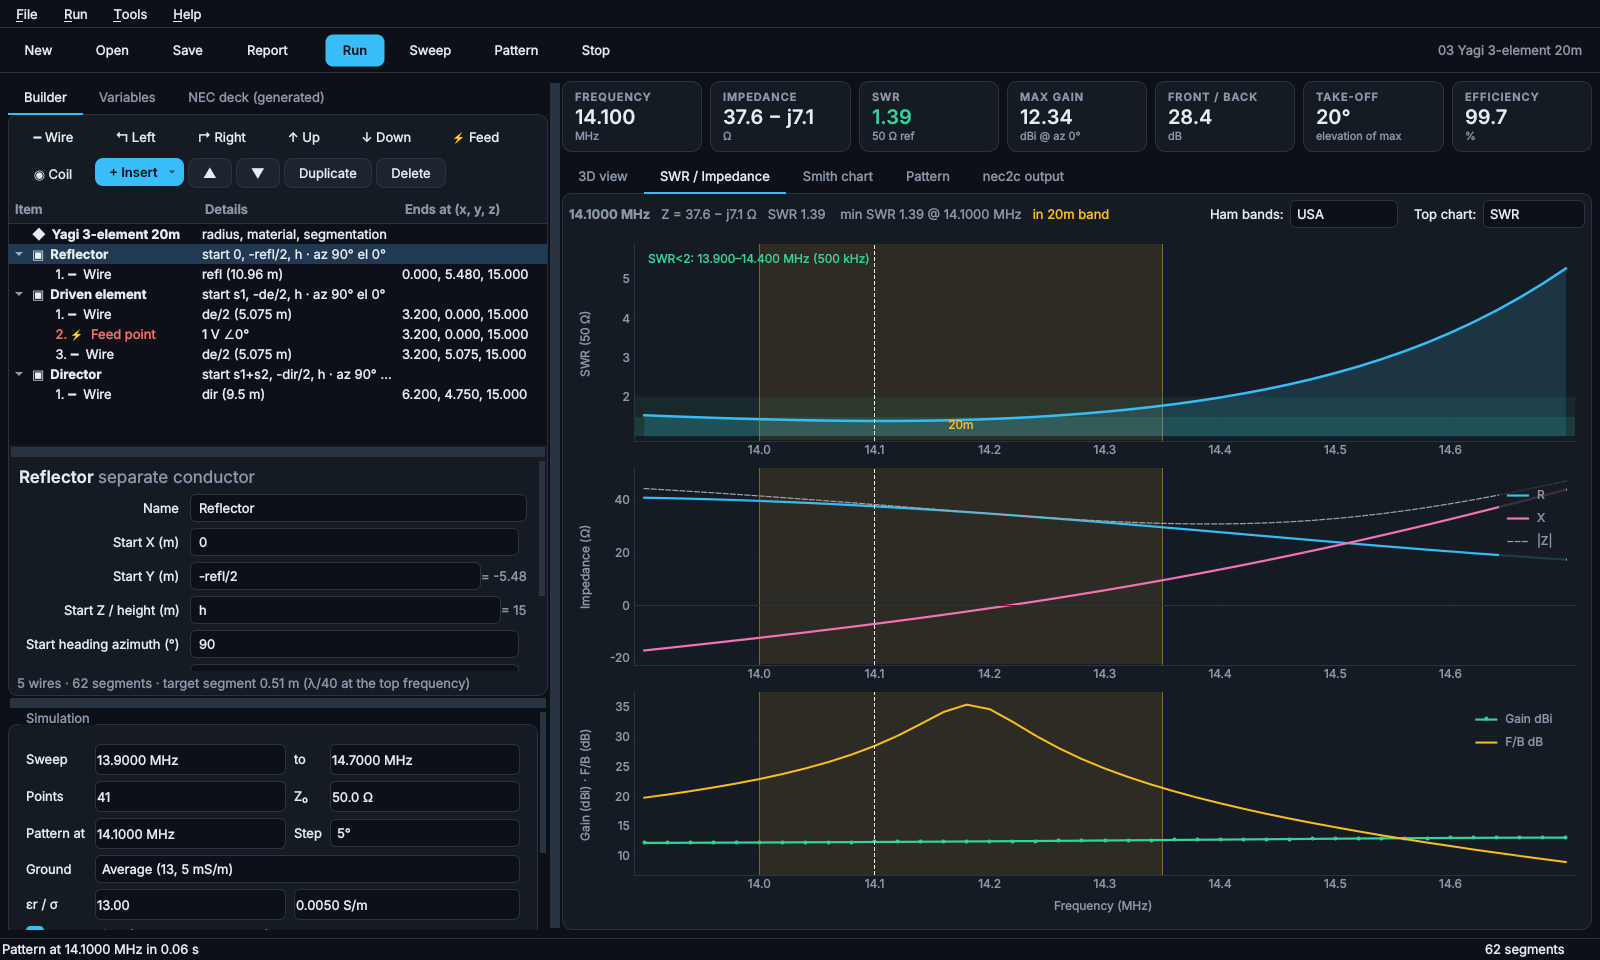 File Run Tools Help
New Open Save Report Run Sweep Pattern Stop 03 Yagi 3-element 20m
Builder Variables NEC deck (generated)
Wire Left Right Up Down Feed
Coil + Insert ▲ ▼ Duplicate Delete
Item Details Ends at (x, y, z)
Yagi 3-element 20m radius, material, segmentation
Reflector start 0, -refl/2, h · az 90° el 0°
1. Wire refl (10.96 m) 0.000, 5.480, 15.000
Driven element start s1, -de/2, h · az 90° el 0°
1. Wire de/2 (5.075 m) 3.200, 0.000, 15.000
2. ⚡ Feed point 1 V ∠0° 3.200, 0.000, 15.000
3. Wire de/2 (5.075 m) 3.200, 5.075, 15.000
Director start s1+s2, -dir/2, h · az 90° ...
1. Wire dir (9.5 m) 6.200, 4.750, 15.000
Reflector separate conductor
Name Reflector
Start X (m) 0
Start Y (m) -refl/2 = -5.48
Start Z / height (m) h = 15
Start heading azimuth (°) 90
5 wires · 62 segments · target segment 0.51 m (λ/40 at the top frequency)
Simulation
Sweep 13.9000 MHz to 14.7000 MHz
Points 41 Z₀ 50.0 Ω
Pattern at 14.1000 MHz Step 5°
Ground Average (13, 5 mS/m)
εr / σ 13.00 0.0050 S/m
FREQUENCY
14.100
MHz
IMPEDANCE
37.6 − j7.1
Ω
SWR
1.39
50 Ω ref
MAX GAIN
12.34
dBi @ az 0°
FRONT / BACK
28.4
dB
TAKE-OFF
20°
elevation of max
EFFICIENCY
99.7
%
3D view SWR / Impedance Smith chart Pattern nec2c output
14.1000 MHz Z = 37.6 − j7.1 Ω SWR 1.39 min SWR 1.39 @ 14.1000 MHz in 20m band Ham bands: USA Top chart: SWR
SWR<2: 13.900–14.400 MHz (500 kHz)
SWR (50 Ω)
5
4
3
2
20m
14.0 14.1 14.2 14.3 14.4 14.5 14.6
Impedance (Ω)
40
20
0
-20
R
X
|Z|
14.0 14.1 14.2 14.3 14.4 14.5 14.6
Gain (dBi) · F/B (dB)
35
30
25
20
15
10
Gain dBi
F/B dB
14.0 14.1 14.2 14.3 14.4 14.5 14.6
Frequency (MHz)
Pattern at 14.1000 MHz in 0.06 s 62 segments